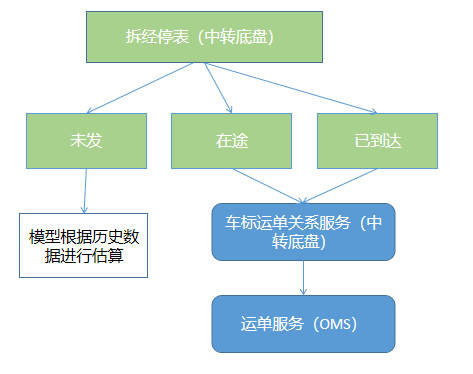 拆经停表（中转底盘）
未发
在途
已到达
模型根据历史数
据进行估算
车标运单关系服务（中
转底盘）
运单服务（OMS）